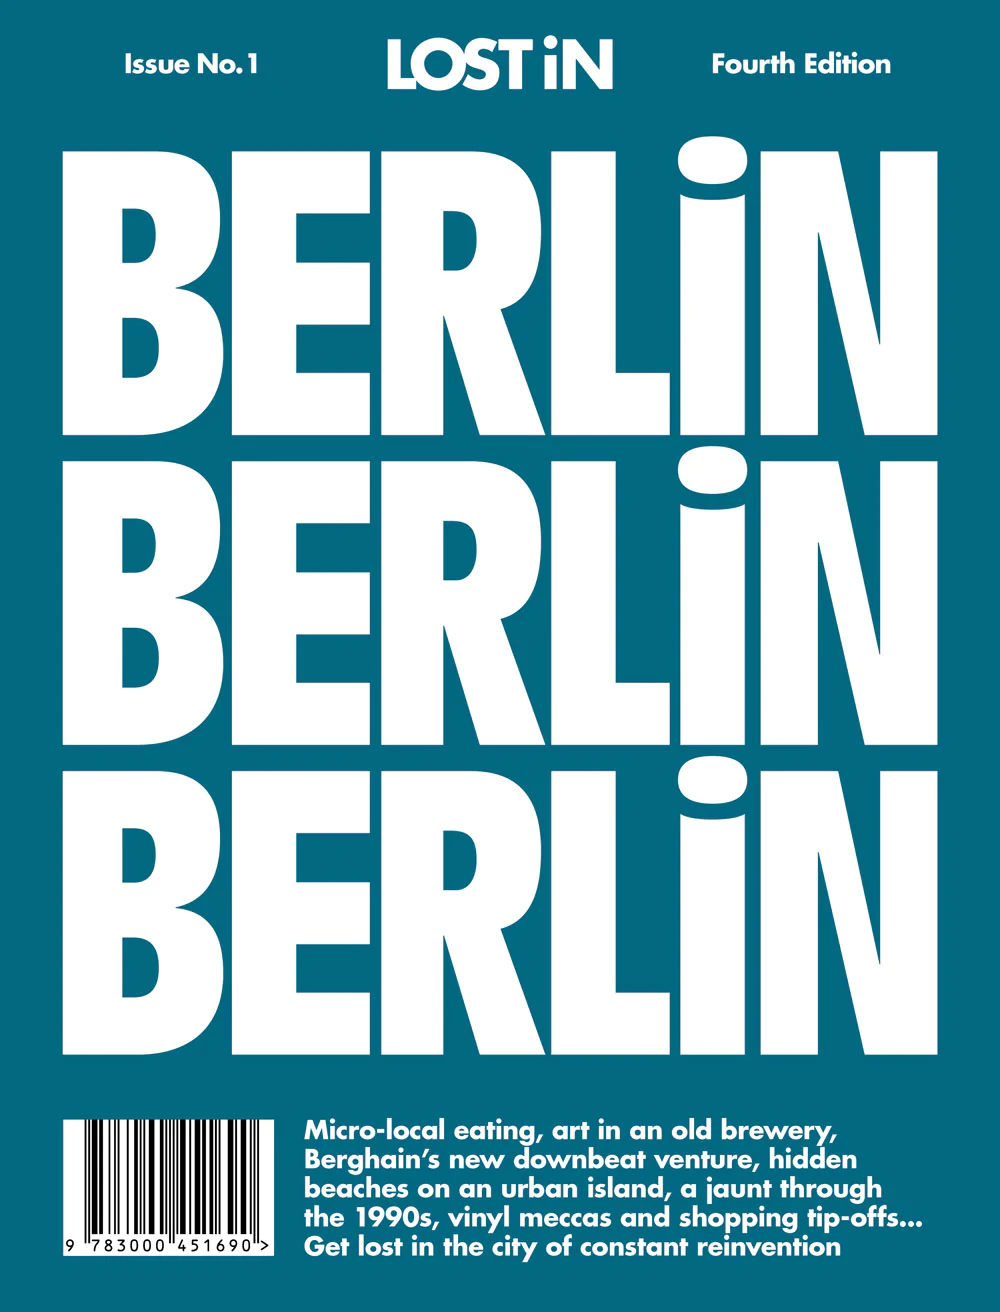 Issue No.1
LOST iN
Fourth Edition
BERLiN
BERLiN
BERLiN
Micro-local eating, art in an old brewery,
Berghain's new downbeat venture, hidden
beaches on an urban island, a jaunt through
the 1990s, vinyl meccas and shopping tip-offs...
Get lost in the city of constant reinvention
9 783000 451690 >